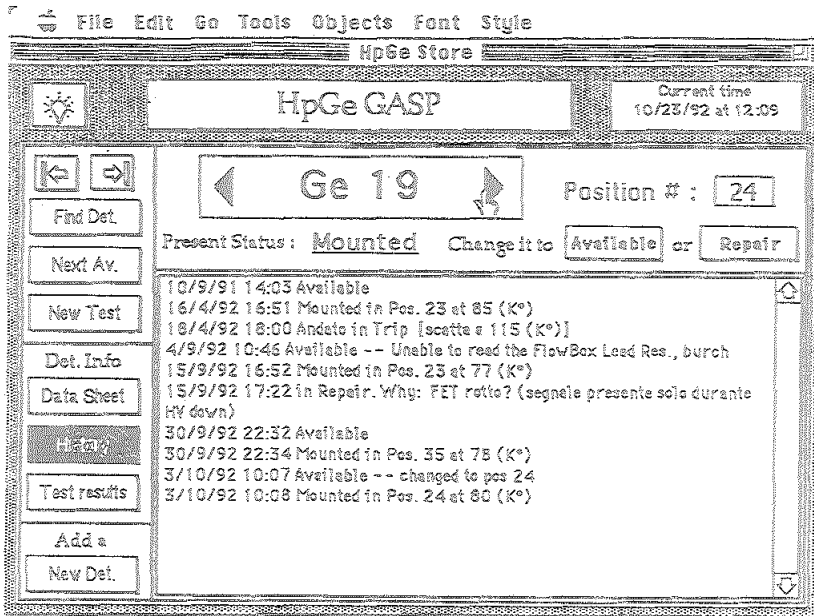 File Edit Go Tools Objects Font Style
HpGe Store
HpGe GASP
Current time
10/23/92 at 12:09
Ge 19
Position # : 24
Present Status : Mounted Change it to Available or Repair
Find Det.
Next Av.
New Test
Det. Info
Data Sheet
History
Test results
Add a
New Det.
10/9/91 14:03 Available
16/4/92 16:51 Mounted in Pos. 23 at 85 (K°)
18/4/92 18:00 Andato in Trip [scatta a 115 (K°)]
4/9/92 10:46 Available -- Unable to read the FlowBox Load Res., burch
15/9/92 16:52 Mounted in Pos. 23 at 77 (K°)
15/9/92 17:22 in Repair. Why: FET rotto? (segnale presente solo durante
HV down)
30/9/92 22:32 Available
30/9/92 22:34 Mounted in Pos. 35 at 78 (K°)
3/10/92 10:07 Available -- changed to pos 24
3/10/92 10:08 Mounted in Pos. 24 at 80 (K°)